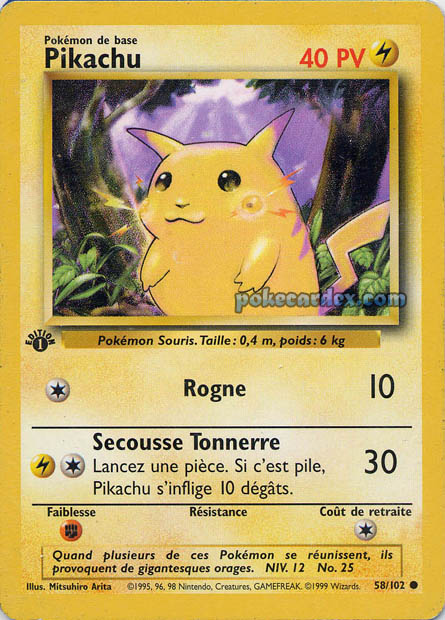 Pokémon de base
Pikachu
40 PV
pokecardex.com
EDITION 1
Pokémon Souris. Taille: 0,4 m, poids: 6 kg
Rogne 10
Secousse Tonnerre
Lancez une pièce. Si c'est pile,
Pikachu s'inflige 10 dégâts.
30
Faiblesse Résistance Coût de retraite
Quand plusieurs de ces Pokémon se réunissent, ils
provoquent de gigantesques orages. NIV. 12 No. 25
Illus. Mitsuhiro Arita ©1995, 96, 98 Nintendo, Creatures, GAMEFREAK. ©1999 Wizards. 58/102